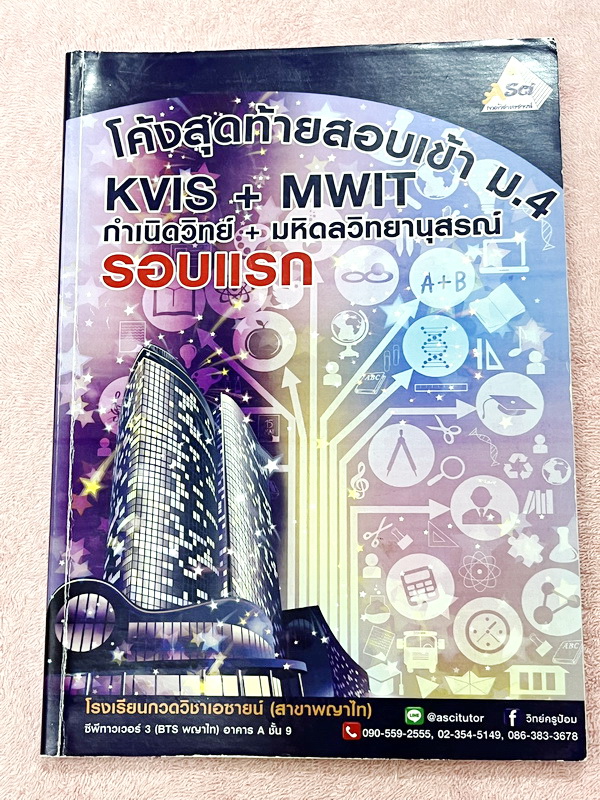 ASci
โค้งสุดท้ายสอบเข้า ม.4
KVIS + MWIT
กำเนิดวิทย์ + มหิดลวิทยานุสรณ์
รอบแรก
A+B
ABC
โรงเรียนกวดวิชาเอซายน์ (สาขาพญาไท)
ซีพีทาวเวอร์ 3 (BTS พญาไท) อาคาร A ชั้น 9
LINE @ascitutor f วิทย์ครูป้อม
090-559-2555, 02-354-5149, 086-383-3678
ABC